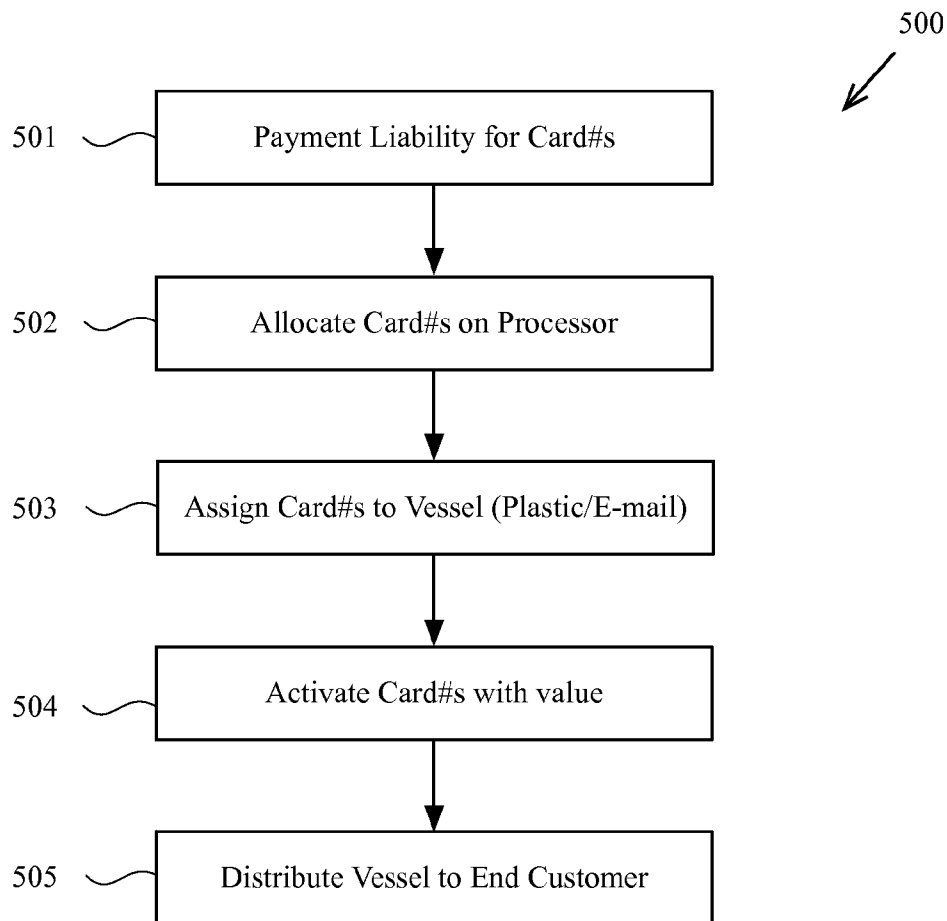 500
501 Payment Liability for Card#s
502 Allocate Card#s on Processor
503 Assign Card#s to Vessel (Plastic/E-mail)
504 Activate Card#s with value
505 Distribute Vessel to End Customer